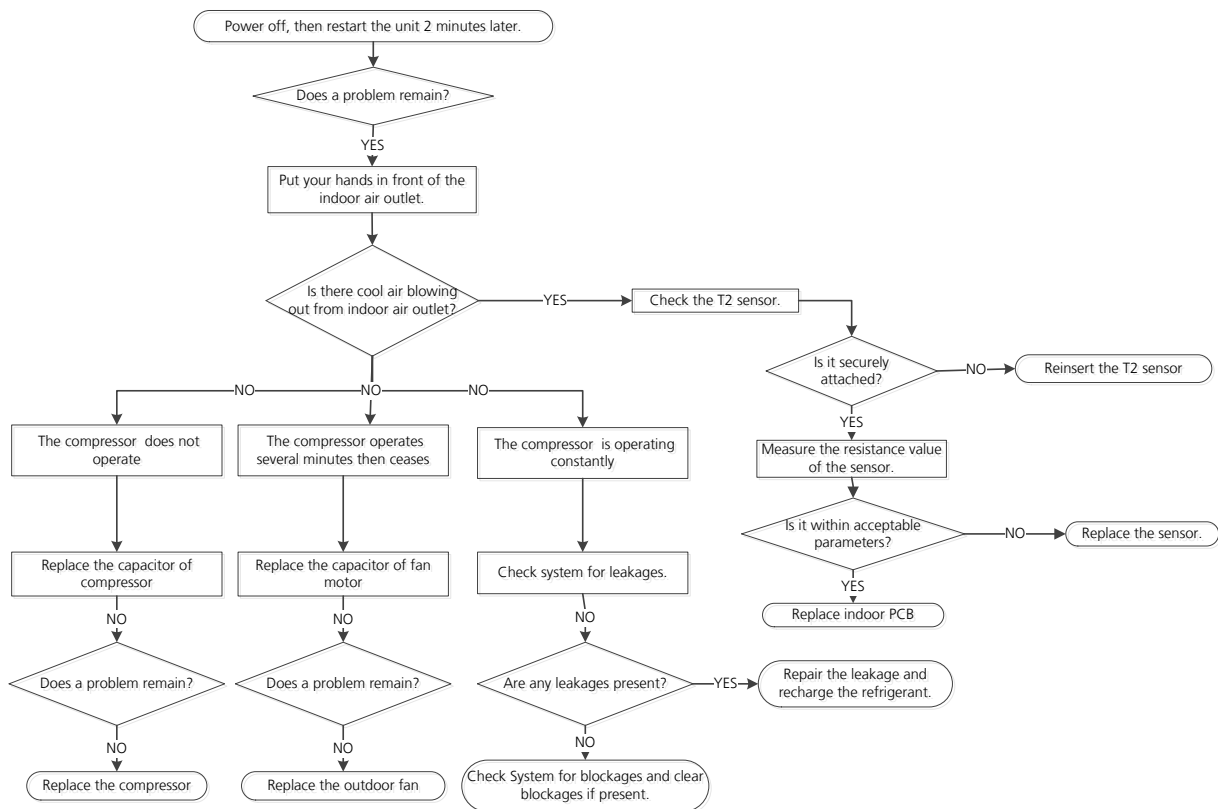 Power off, then restart the unit 2 minutes later.
Does a problem remain?
YES
Put your hands in front of the
indoor air outlet.
Is there cool air blowing
out from indoor air outlet?
YES
Check the T2 sensor.
Is it securely
attached?
NO
Reinsert the T2 sensor
YES
Measure the resistance value
of the sensor.
Is it within acceptable
parameters?
NO
Replace the sensor.
YES
Replace indoor PCB
NO
NO
NO
The compressor does not
operate
The compressor operates
several minutes then ceases
The compressor is operating
constantly
Replace the capacitor of
compressor
Replace the capacitor of fan
motor
Check system for leakages.
NO
NO
NO
Does a problem remain?
Does a problem remain?
Are any leakages present?
YES
Repair the leakage and
recharge the refrigerant.
NO
NO
NO
Replace the compressor
Replace the outdoor fan
Check System for blockages and clear
blockages if present.